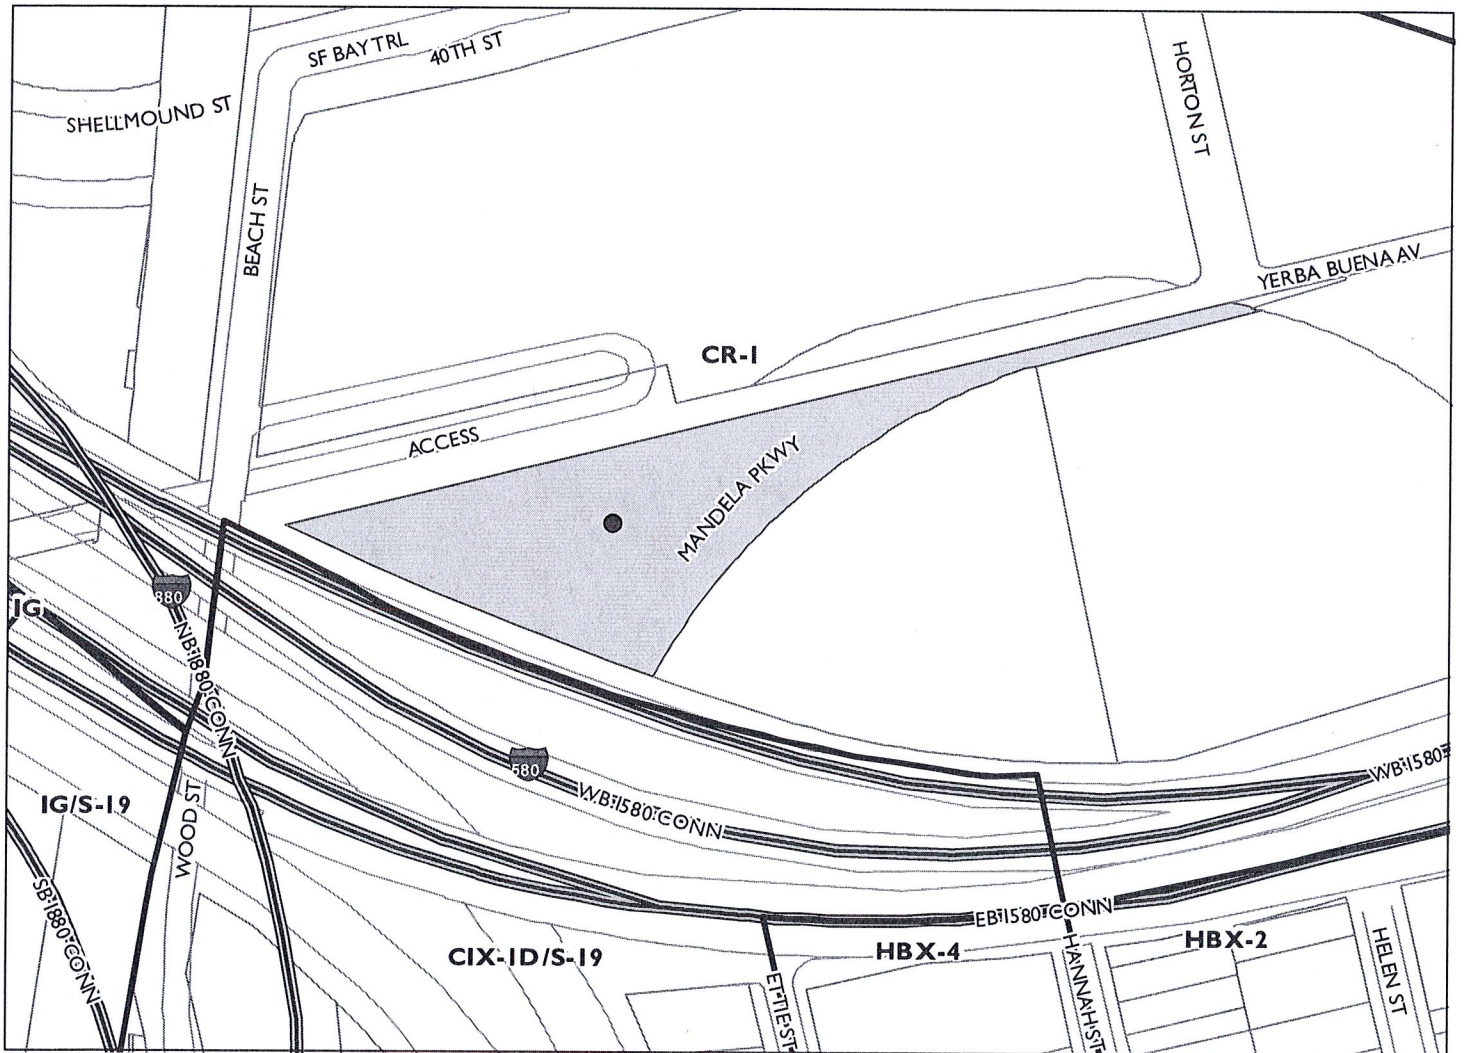 SF BAY TRL
40TH ST
HORTON ST
SHELLMOUND ST
BEACH ST
YERBA BUENA AV
CR-1
ACCESS
MANDELA PKWY
880
IG
NB I880 CONN
580
WB I580
WB I580 CONN
IG/S-19
WOOD ST
SB I880 CONN
EB I580 CONN
CIX-1D/S-19
HBX-4
HBX-2
ETTIE ST
HANNAH ST
HELEN ST